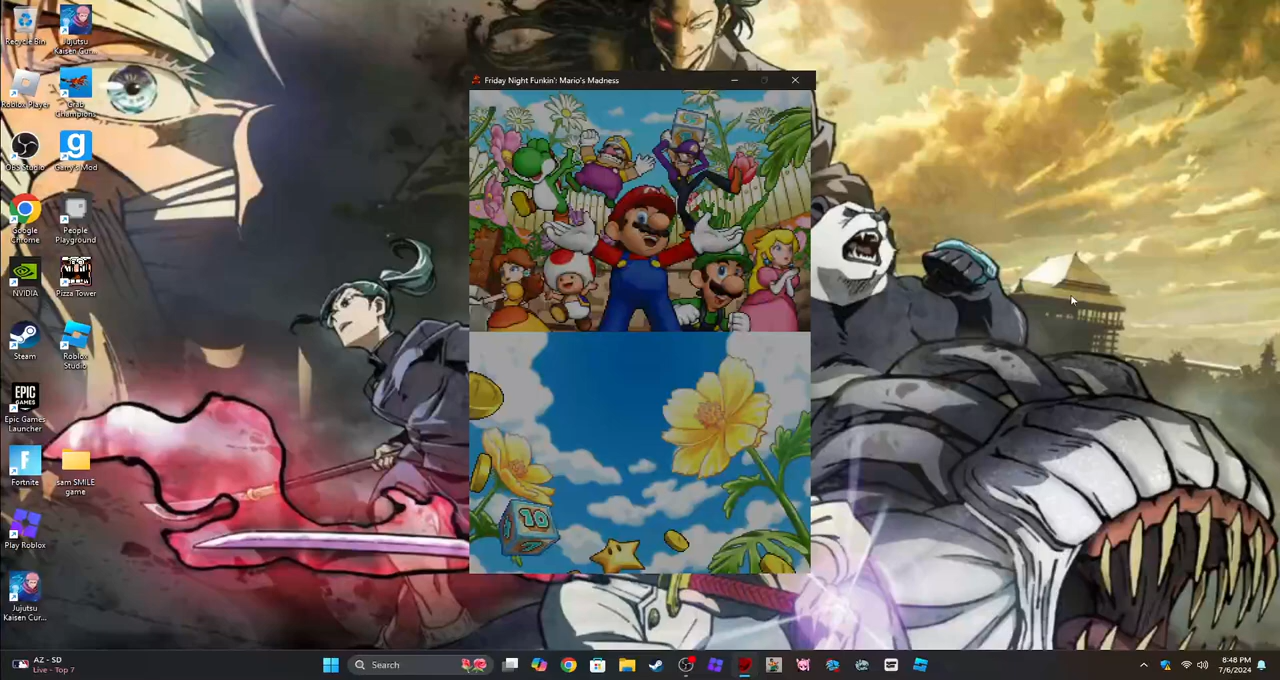 Recycle Bin
Jujutsu
Kaisen Cur...
Roblox Player
Grab
Champions
OBS Studio
g
Garry's Mod
Google
Chrome
People
Playground
NVIDIA
Pizza Tower
Steam
Roblox
Studio
EPIC
GAMES
Epic Games
Launcher
F
Fortnite
sam SMILE
game
Play Roblox
Jujutsu
Kaisen Cur...
Friday Night Funkin': Mario's Madness
10
AZ - SD
Live - Top 7
Search
8:48 PM
7/6/2024